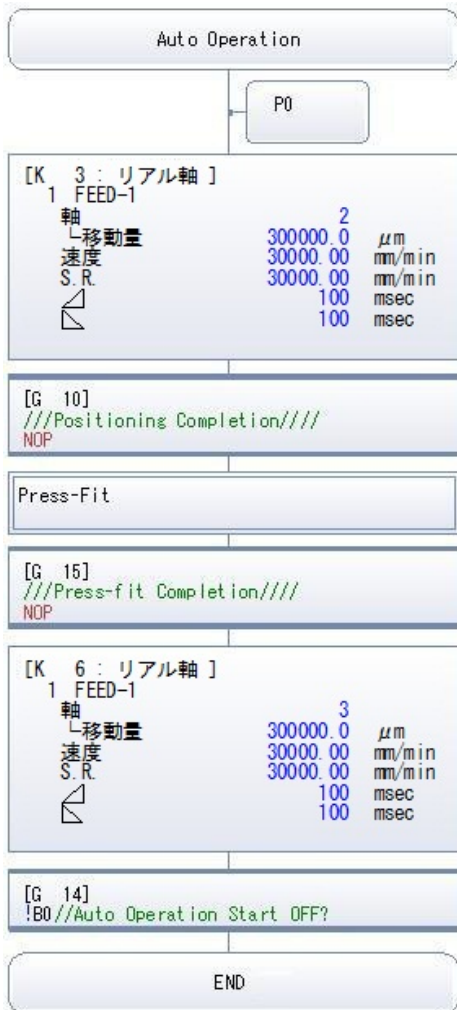 Auto Operation
P0
[K 3 : リアル軸 ]
1 FEED-1
軸 2
└移動量 300000.0 μm
速度 30000.00 mm/min
S.R. 30000.00 mm/min
100 msec
100 msec
[G 10]
///Positioning Completion////
NOP
Press-Fit
[G 15]
///Press-fit Completion////
NOP
[K 6 : リアル軸 ]
1 FEED-1
軸 3
└移動量 300000.0 μm
速度 30000.00 mm/min
S.R. 30000.00 mm/min
100 msec
100 msec
[G 14]
!B0//Auto Operation Start OFF?
END